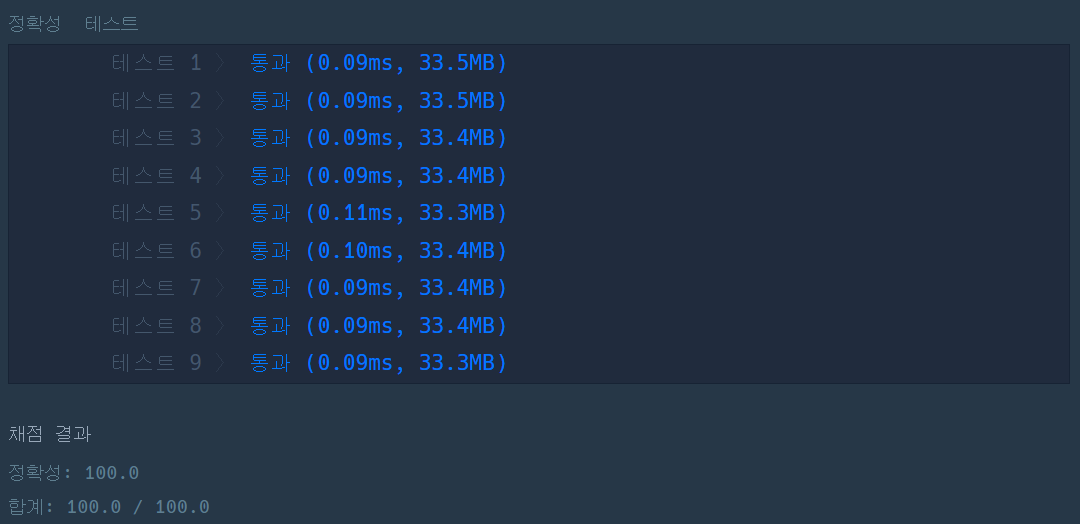 정확성 테스트
테스트 1 〉 통과 (0.09ms, 33.5MB)
테스트 2 〉 통과 (0.09ms, 33.5MB)
테스트 3 〉 통과 (0.09ms, 33.4MB)
테스트 4 〉 통과 (0.09ms, 33.4MB)
테스트 5 〉 통과 (0.11ms, 33.3MB)
테스트 6 〉 통과 (0.10ms, 33.4MB)
테스트 7 〉 통과 (0.09ms, 33.4MB)
테스트 8 〉 통과 (0.09ms, 33.4MB)
테스트 9 〉 통과 (0.09ms, 33.3MB)
채점 결과
정확성: 100.0
합계: 100.0 / 100.0